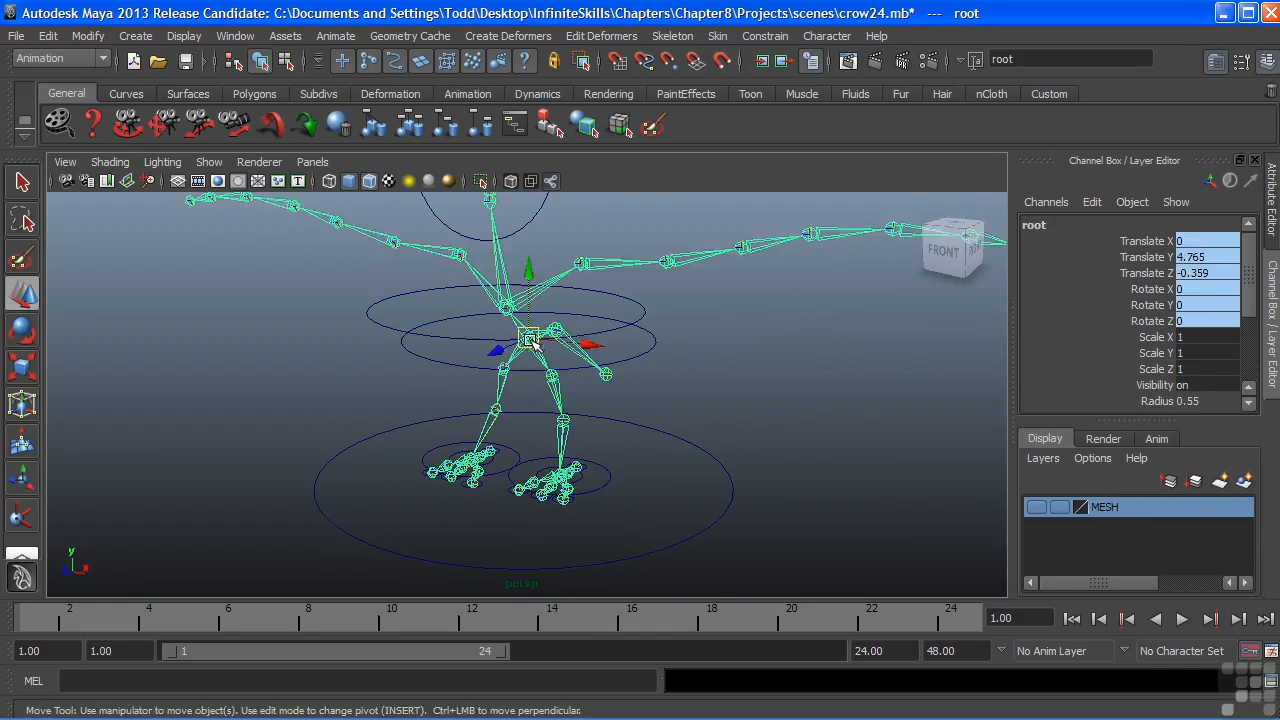 Autodesk Maya 2013 Release Candidate: C:\Documents and Settings\Todd\Desktop\InfiniteSkills\Chapters\Chapter8\Projects\scenes\crow24.mb* --- root
File Edit Modify Create Display Window Assets Animate Geometry Cache Create Deformers Edit Deformers Skeleton Skin Constrain Character Help
Animation root
General Curves Surfaces Polygons Subdivs Deformation Animation Dynamics Rendering PaintEffects Toon Muscle Fluids Fur Hair nCloth Custom
View Shading Lighting Show Renderer Panels
Channel Box / Layer Editor
Channels Edit Object Show
root
Translate X 0
Translate Y 4.765
Translate Z -0.359
Rotate X 0
Rotate Y 0
Rotate Z 0
Scale X 1
Scale Y 1
Scale Z 1
Visibility on
Radius 0.55
Attribute Editor
Channel Box / Layer Editor
FRONT
Display Render Anim
Layers Options Help
MESH
y
x
persp
2 4 6 8 10 12 14 16 18 20 22 24
1.00
1.00 1.00 1 24 24.00 48.00 No Anim Layer No Character Set
MEL
Move Tool: Use manipulator to move object(s). Use edit mode to change pivot (INSERT). Ctrl+LMB to move perpendicular.